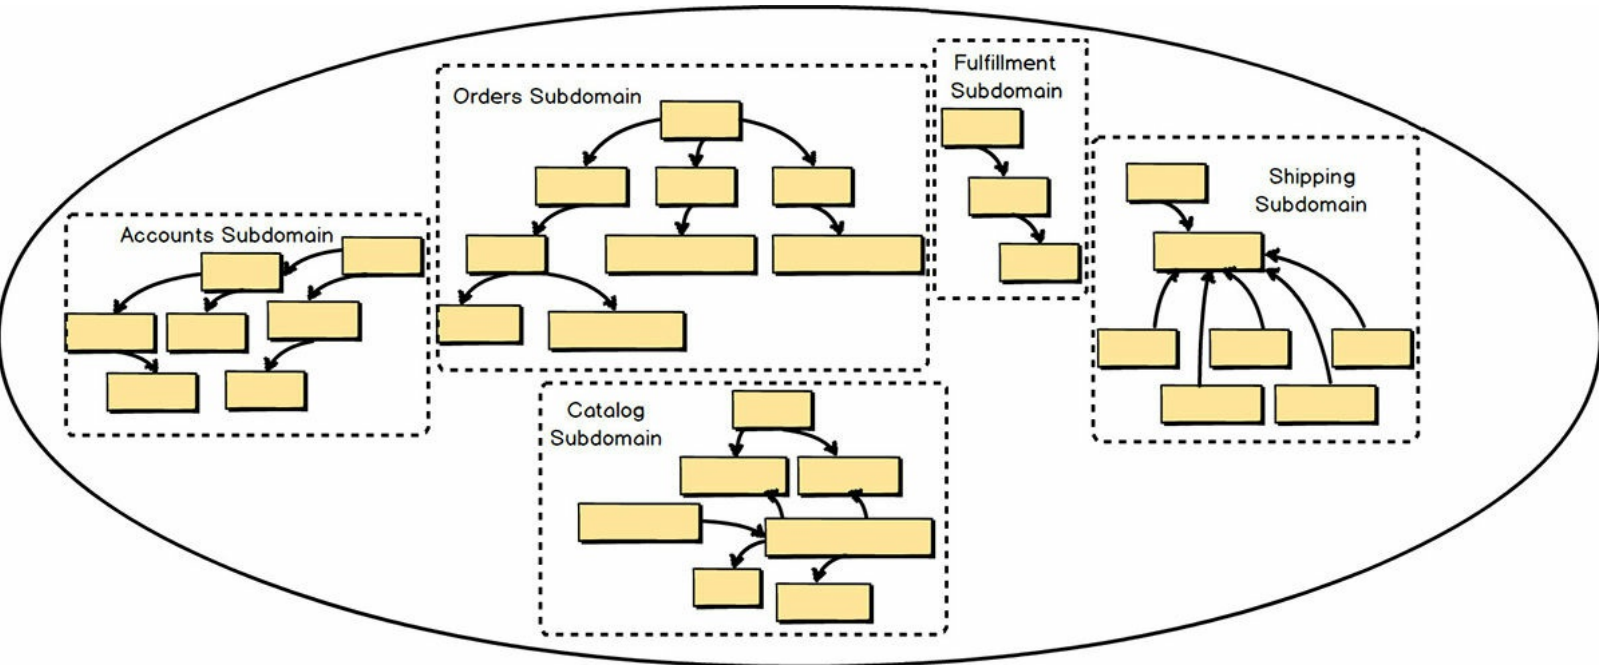 Fulfillment
Subdomain
Orders Subdomain
Shipping
Subdomain
Accounts Subdomain
Catalog
Subdomain